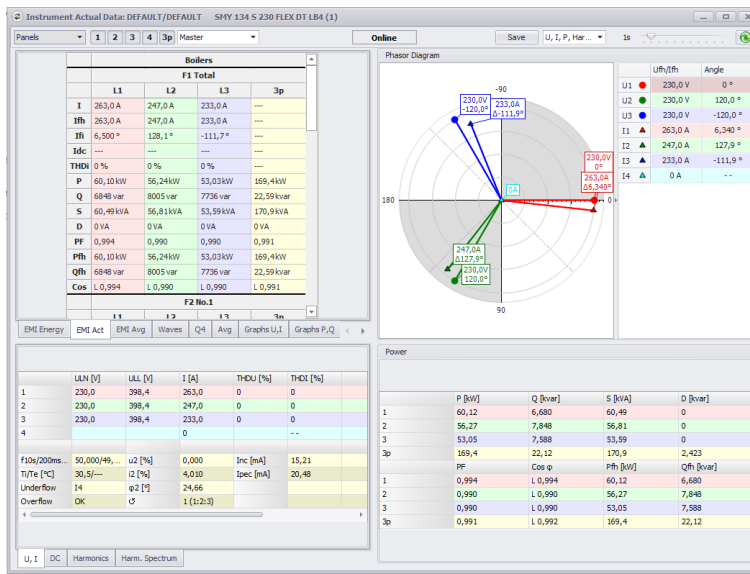 Instrument Actual Data: DEFAULT/DEFAULT SMY 134 S 230 FLEX DT LB4 (1)
Panels 1 2 3 4 3p Master Online Save U, I, P, Har... 1s
Boilers
F1 Total
L1 L2 L3 3p
I 263,0 A 247,0 A 233,0 A ---
Ifh 263,0 A 247,0 A 233,0 A ---
Ifi 6,500 ° 128,1 ° -111,7 ° ---
Idc --- --- --- ---
THDi 0 % 0 % 0 % ---
P 60,10 kW 56,24 kW 53,03 kW 169,4 kW
Q 6848 var 8005 var 7736 var 22,59 kvar
S 60,49 kVA 56,81 kVA 53,59 kVA 170,9 kVA
D 0 VA 0 VA 0 VA 0 VA
PF 0,994 0,990 0,990 0,991
Pfh 60,10 kW 56,24 kW 53,03 kW 169,4 kW
Qfh 6848 var 8005 var 7736 var 22,59 kvar
Cos L 0,994 L 0,990 L 0,990 L 0,991
F2 No.1
L1 L2 L3 3p
EMI Energy EMI Act EMI Avg Waves Q4 Avg Graphs U,I Graphs P,Q
Phasor Diagram
-90
230,0V
-120,0°
233,0A
Δ-111,9°
230,0V
0°
263,0A
Δ6,340°
0A
180
0
247,0A
Δ127,9°
230,0V
120,0°
90
Ufh/Ifh Angle
U1 230,0 V 0 °
U2 230,0 V 120,0 °
U3 230,0 V -120,0 °
I1 263,0 A 6,340 °
I2 247,0 A 127,9 °
I3 233,0 A -111,9 °
I4 0 A - -
ULN [V] ULL [V] I [A] THDU [%] THDI [%]
1 230,0 398,4 263,0 0 0
2 230,0 398,4 247,0 0 0
3 230,0 398,4 233,0 0 0
4 0 - -
f10s/200ms... 50,000/49,... u2 [%] 0,000 Inc [mA] 15,21
Ti/Te [°C] 30,5/--- i2 [%] 4,010 Ipec [mA] 20,48
Underflow I4 φ2 [°] 24,66
Overflow OK ↺ 1 (1:2:3)
U, I DC Harmonics Harm. Spectrum
Power
P [kW] Q [kvar] S [kVA] D [kvar]
1 60,12 6,680 60,49 0
2 56,27 7,848 56,81 0
3 53,05 7,588 53,59 0
3p 169,4 22,12 170,9 2,423
PF Cos φ Pfh [kW] Qfh [kvar]
1 0,994 L 0,994 60,12 6,680
2 0,990 L 0,990 56,27 7,848
3 0,990 L 0,990 53,05 7,588
3p 0,991 L 0,992 169,4 22,12